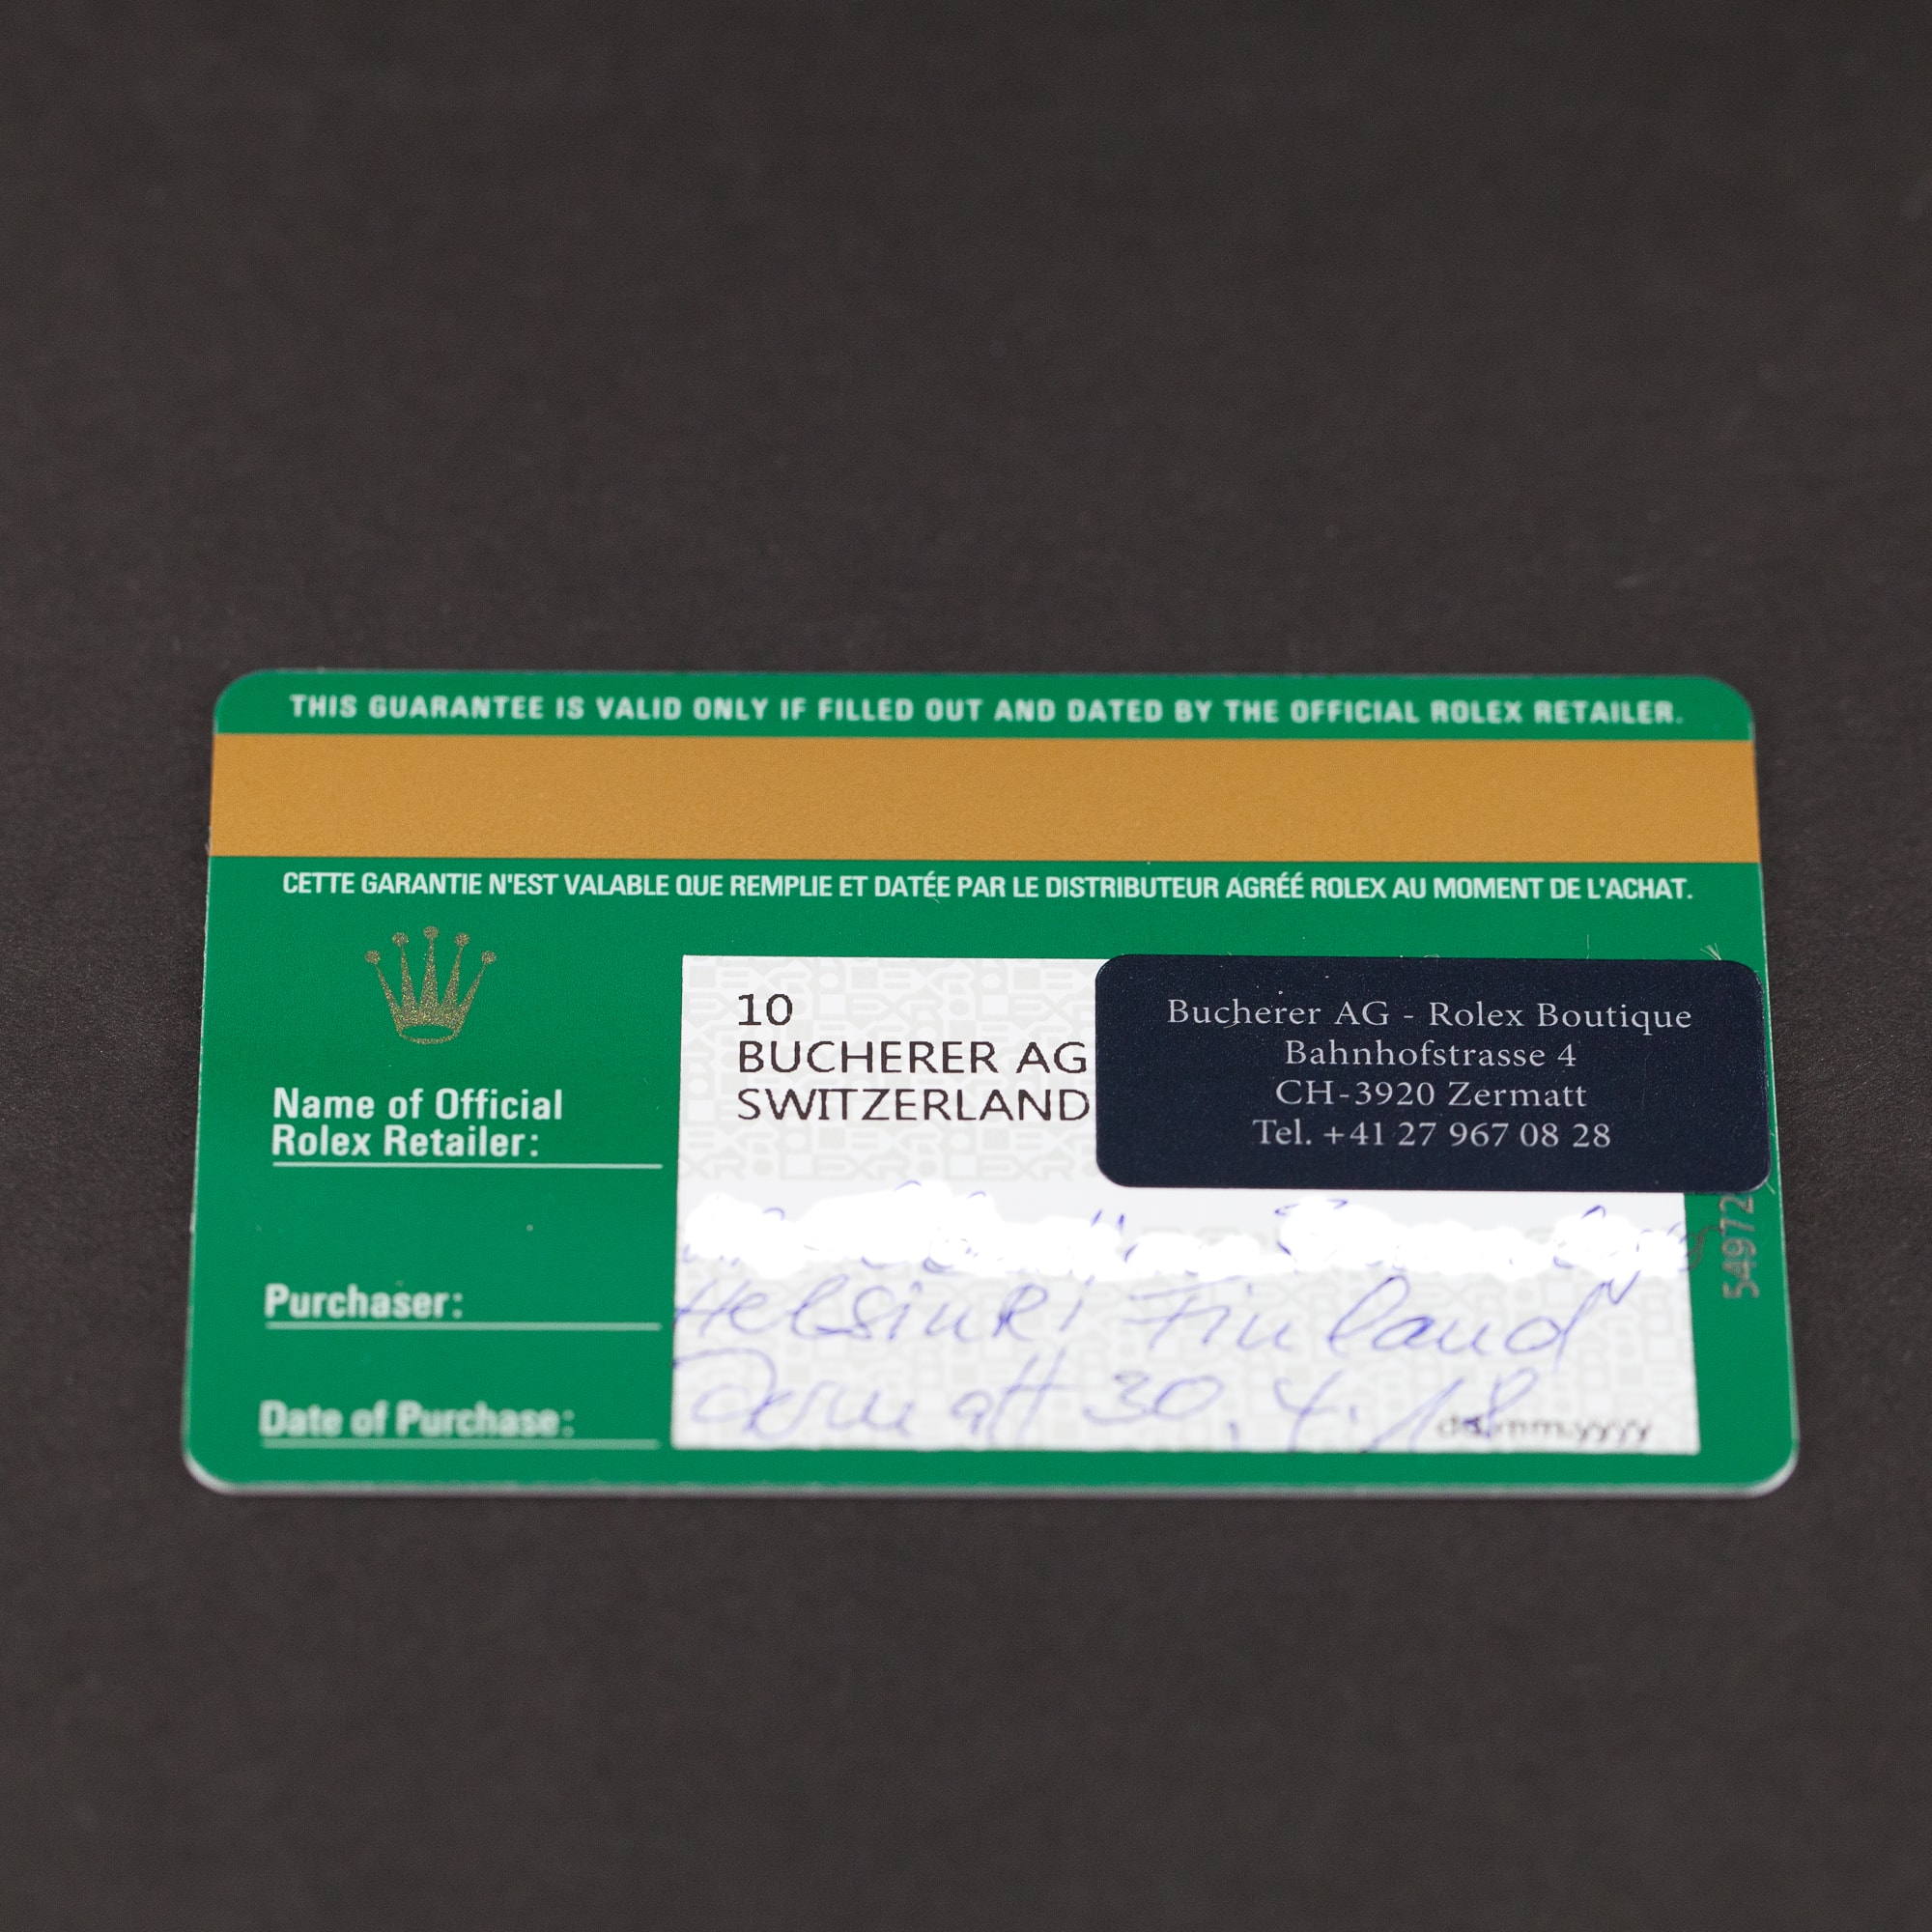 THIS GUARANTEE IS VALID ONLY IF FILLED OUT AND DATED BY THE OFFICIAL ROLEX RETAILER.
CETTE GARANTIE N'EST VALABLE QUE REMPLIE ET DATÉE PAR LE DISTRIBUTEUR AGRÉÉ ROLEX AU MOMENT DE L'ACHAT.
Name of Official
Rolex Retailer:
10
BUCHERER AG
SWITZERLAND
Bucherer AG - Rolex Boutique
Bahnhofstrasse 4
CH-3920 Zermatt
Tel. +41 27 967 08 28
54972
Purchaser:
Helsinki Finland
Date of Purchase:
Zermatt 30.4.18
dd.mm.yyyy